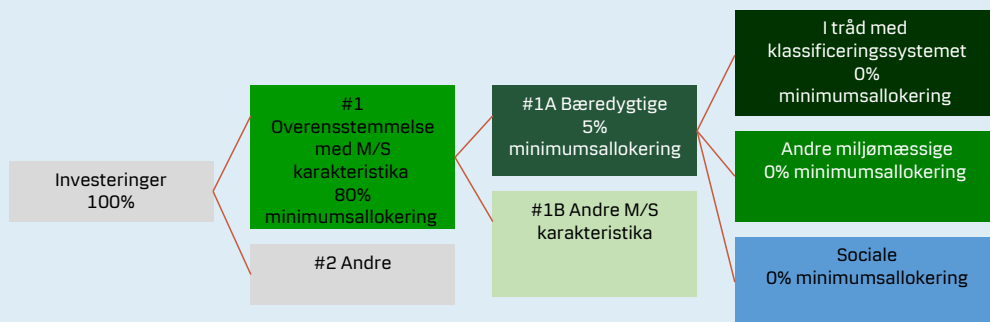 Investeringer
100%
#1
Overensstemmelse
med M/S
karakteristika
80%
minimumsallokering
#2 Andre
#1A Bæredygtige
5%
minimumsallokering
#1B Andre M/S
karakteristika
I tråd med
klassificeringssystemet
0%
minimumsallokering
Andre miljømæssige
0% minimumsallokering
Sociale
0% minimumsallokering